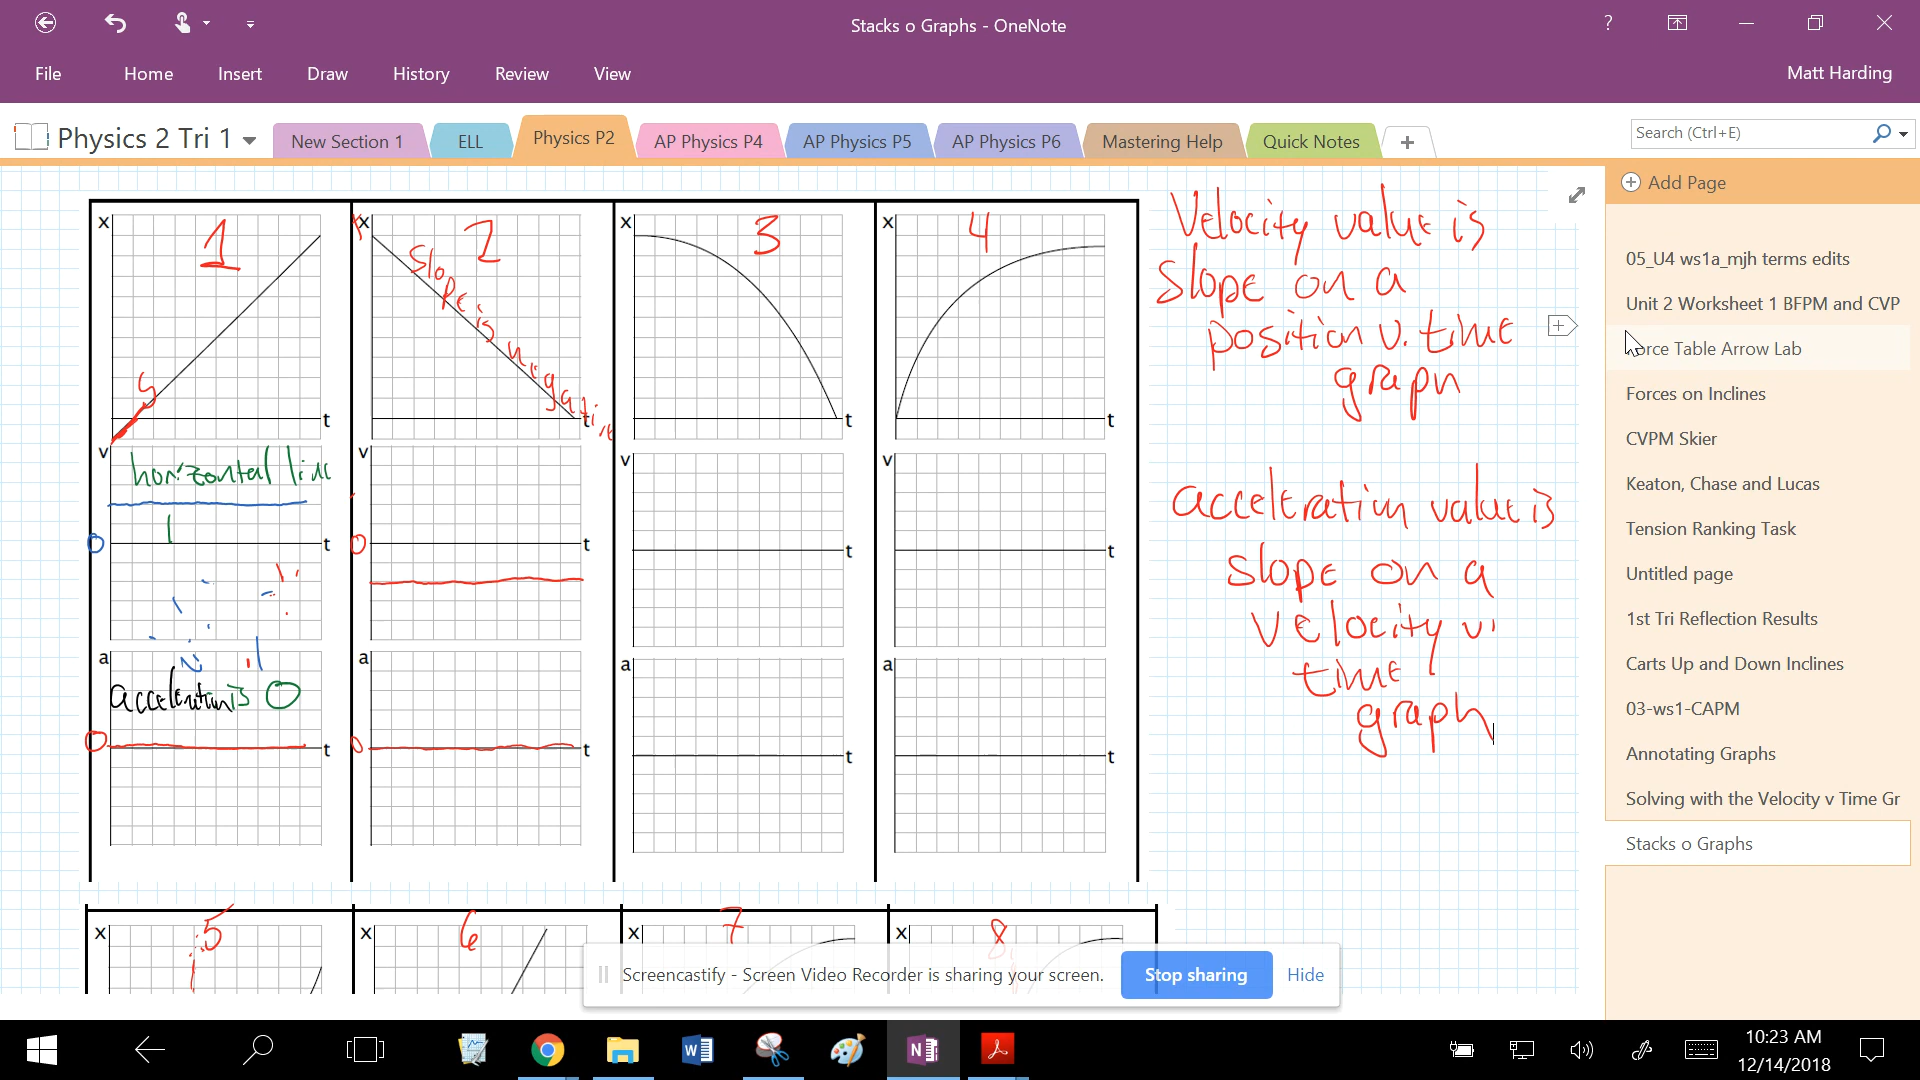 Stacks o Graphs - OneNote
?
File Home Insert Draw History Review View
Matt Harding
Physics 2 Tri 1
New Section 1 ELL Physics P2 AP Physics P4 AP Physics P5 AP Physics P6 Mastering Help Quick Notes +
Search (Ctrl+E)
Add Page
05_U4 ws1a_mjh terms edits
Unit 2 Worksheet 1 BFPM and CVP
orce Table Arrow Lab
Forces on Inclines
CVPM Skier
Keaton, Chase and Lucas
Tension Ranking Task
Untitled page
1st Tri Reflection Results
Carts Up and Down Inclines
03-ws1-CAPM
Annotating Graphs
Solving with the Velocity v Time Gr
Stacks o Graphs
x 1 t
v horizontal line
0 t
a
acceleration is 0
0 t
x 2
Slope is negative
t
v
0 t
a
0 t
x 3 t
v t
a t
x 4 t
v t
a t
Velocity value is
slope on a
position v. time
graph
acceleration value is
slope on a
velocity v.
time
graph
x 5
x 6
x 7
x 8
Screencastify - Screen Video Recorder is sharing your screen.
Stop sharing
Hide
10:23 AM
12/14/2018